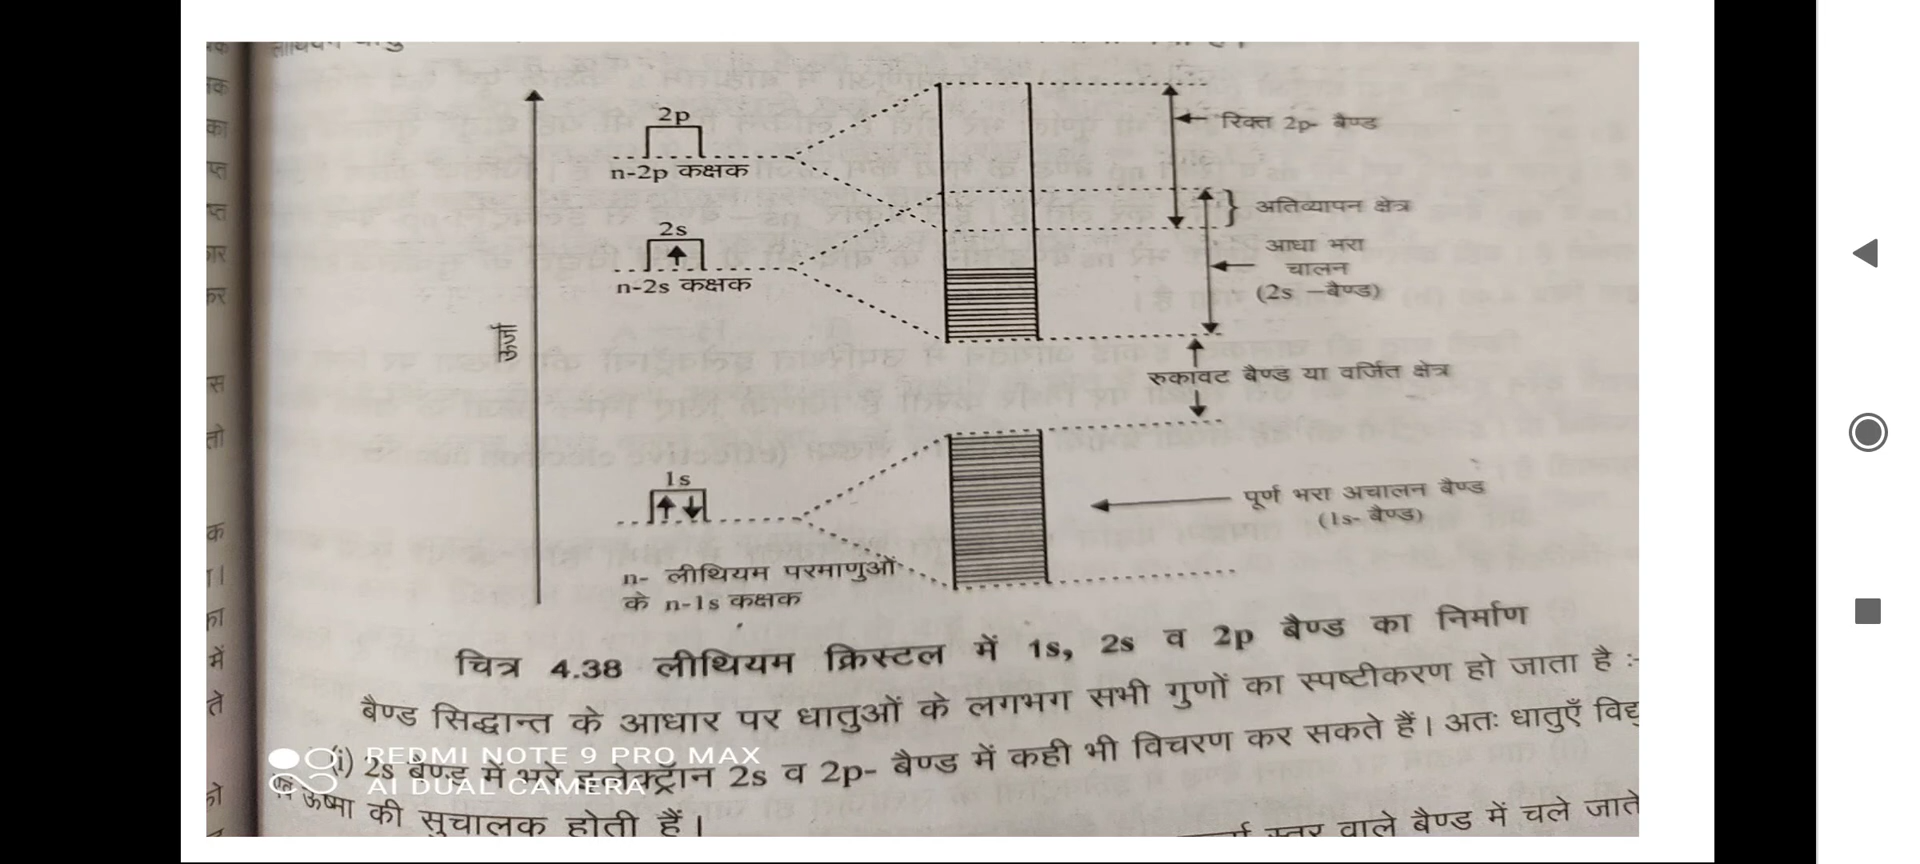 2p
रिक्त 2p- बैण्ड
n-2p कक्षक
अतिव्यापन क्षेत्र
2s
आधा भरा
चालन
n-2s कक्षक
(2s –बैण्ड)
ऊर्जा
रुकावट बैण्ड या वर्जित क्षेत्र
1s
पूर्ण भरा अचालन बैण्ड
(1s- बैण्ड)
n- लीथियम परमाणुओं
के n-1s कक्षक
चित्र 4.38 लीथियम क्रिस्टल में 1s, 2s व 2p बैण्ड का निर्माण
बैण्ड सिद्धान्त के आधार पर धातुओं के लगभग सभी गुणों का स्पष्टीकरण हो जाता है :-
(i) 2s बैण्ड में भरे इलेक्ट्रॉन 2s व 2p- बैण्ड में कही भी विचरण कर सकते हैं। अतः धातुएँ
ऊष्मा की सुचालक होती हैं।
स्तर वाले बैण्ड में चले जाते
REDMI NOTE 9 PRO MAX
AI DUAL CAMERA